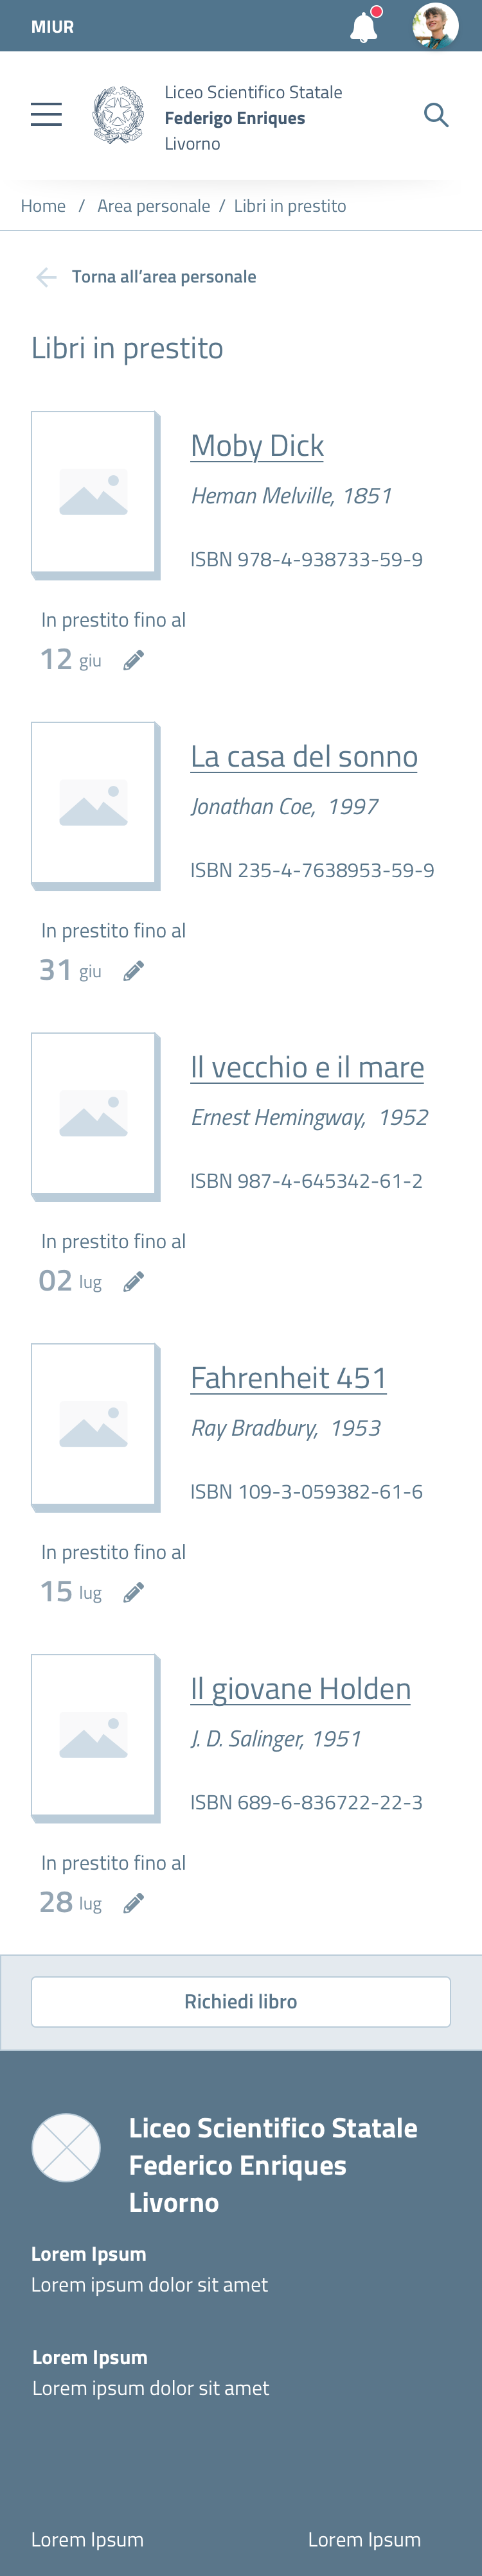 MIUR
Liceo Scientifico Statale
Federigo Enriques
Livorno
Home / Area personale / Libri in prestito
Torna all’area personale
Libri in prestito
Moby Dick
Heman Melville, 1851
ISBN 978-4-938733-59-9
In prestito fino al
12 giu
La casa del sonno
Jonathan Coe, 1997
ISBN 235-4-7638953-59-9
In prestito fino al
31 giu
Il vecchio e il mare
Ernest Hemingway, 1952
ISBN 987-4-645342-61-2
In prestito fino al
02 lug
Fahrenheit 451
Ray Bradbury, 1953
ISBN 109-3-059382-61-6
In prestito fino al
15 lug
Il giovane Holden
J. D. Salinger, 1951
ISBN 689-6-836722-22-3
In prestito fino al
28 lug
Richiedi libro
Liceo Scientifico Statale
Federico Enriques
Livorno
Lorem Ipsum
Lorem ipsum dolor sit amet
Lorem Ipsum
Lorem ipsum dolor sit amet
Lorem Ipsum Lorem Ipsum